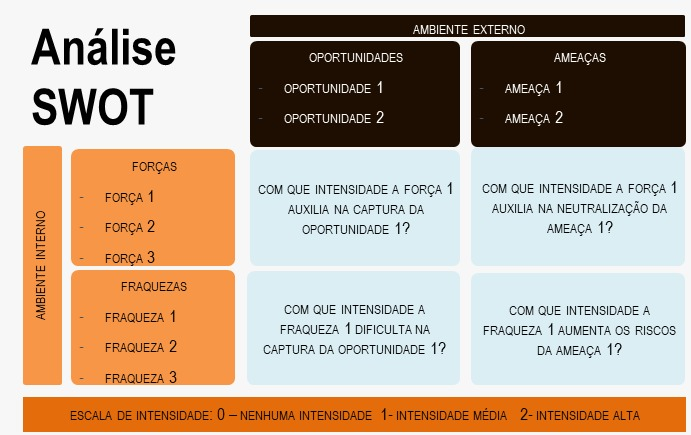 Análise
SWOT
AMBIENTE EXTERNO
OPORTUNIDADES
- OPORTUNIDADE 1
- OPORTUNIDADE 2
AMEAÇAS
- AMEAÇA 1
- AMEAÇA 2
AMBIENTE INTERNO
FORÇAS
- FORÇA 1
- FORÇA 2
- FORÇA 3
COM QUE INTENSIDADE A FORÇA 1
AUXILIA NA CAPTURA DA
OPORTUNIDADE 1?
COM QUE INTENSIDADE A FORÇA 1
AUXILIA NA NEUTRALIZAÇÃO DA
AMEAÇA 1?
FRAQUEZAS
- FRAQUEZA 1
- FRAQUEZA 2
- FRAQUEZA 3
COM QUE INTENSIDADE A
FRAQUEZA 1 DIFICULTA NA
CAPTURA DA OPORTUNIDADE 1?
COM QUE INTENSIDADE A
FRAQUEZA 1 AUMENTA OS RISCOS
DA AMEAÇA 1?
ESCALA DE INTENSIDADE: 0 – NENHUMA INTENSIDADE 1- INTENSIDADE MÉDIA 2- INTENSIDADE ALTA